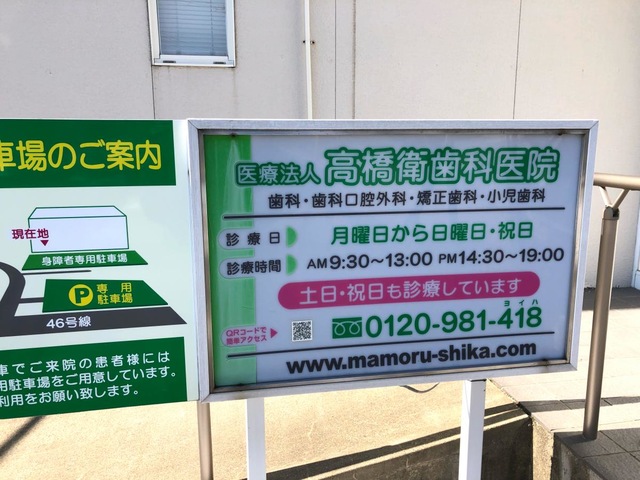 車場のご案内
現在地
身障者専用駐車場
P 専用
駐車場
46号線
車でご来院の患者様には
用駐車場をご用意しています。
利用をお願い致します。
医療法人 高橋衛歯科医院
歯科・歯科口腔外科・矯正歯科・小児歯科
診療日 月曜日から日曜日・祝日
診療時間 AM9:30〜13:00 PM14:30〜19:00
土日・祝日も診療しています
QRコードで
簡単アクセス
ヨイハ
0120-981-418
www.mamoru-shika.com